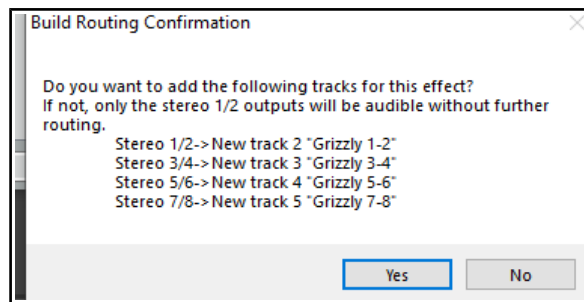 Build Routing Confirmation
Do you want to add the following tracks for this effect?
If not, only the stereo 1/2 outputs will be audible without further
routing.
Stereo 1/2->New track 2 "Grizzly 1-2"
Stereo 3/4->New track 3 "Grizzly 3-4"
Stereo 5/6->New track 4 "Grizzly 5-6"
Stereo 7/8->New track 5 "Grizzly 7-8"
Yes No